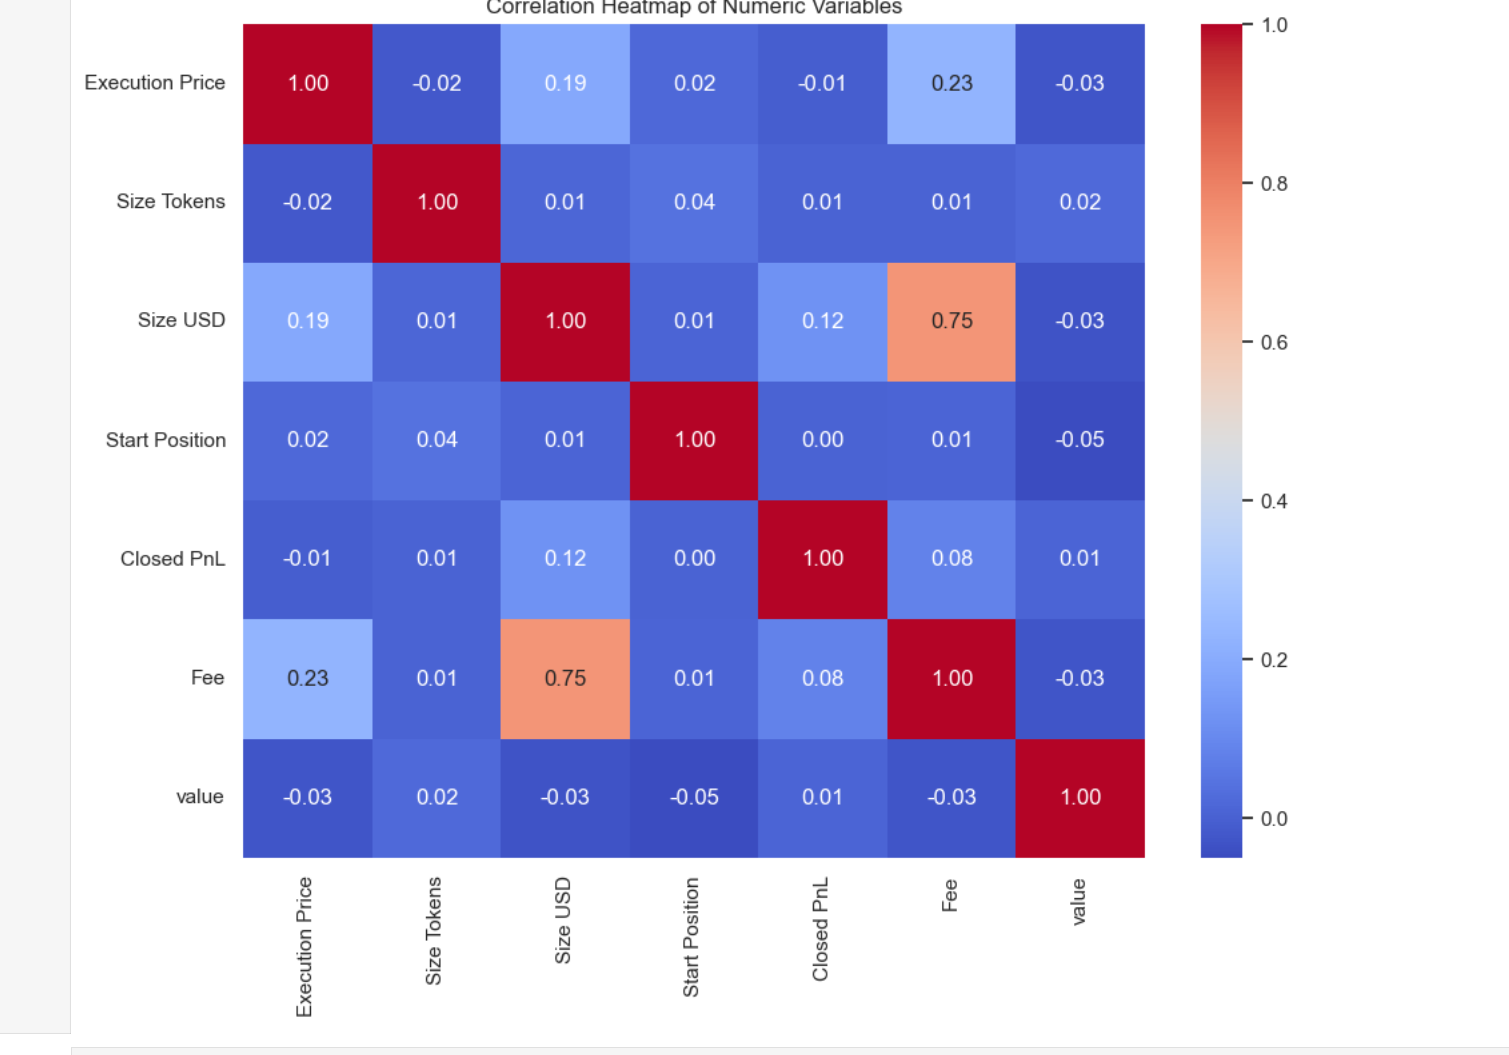 Correlation Heatmap of Numeric Variables
Execution Price 1.00 -0.02 0.19 0.02 -0.01 0.23 -0.03
Size Tokens -0.02 1.00 0.01 0.04 0.01 0.01 0.02
Size USD 0.19 0.01 1.00 0.01 0.12 0.75 -0.03
Start Position 0.02 0.04 0.01 1.00 0.00 0.01 -0.05
Closed PnL -0.01 0.01 0.12 0.00 1.00 0.08 0.01
Fee 0.23 0.01 0.75 0.01 0.08 1.00 -0.03
value -0.03 0.02 -0.03 -0.05 0.01 -0.03 1.00
Execution Price
Size Tokens
Size USD
Start Position
Closed PnL
Fee
value
1.0
0.8
0.6
0.4
0.2
0.0